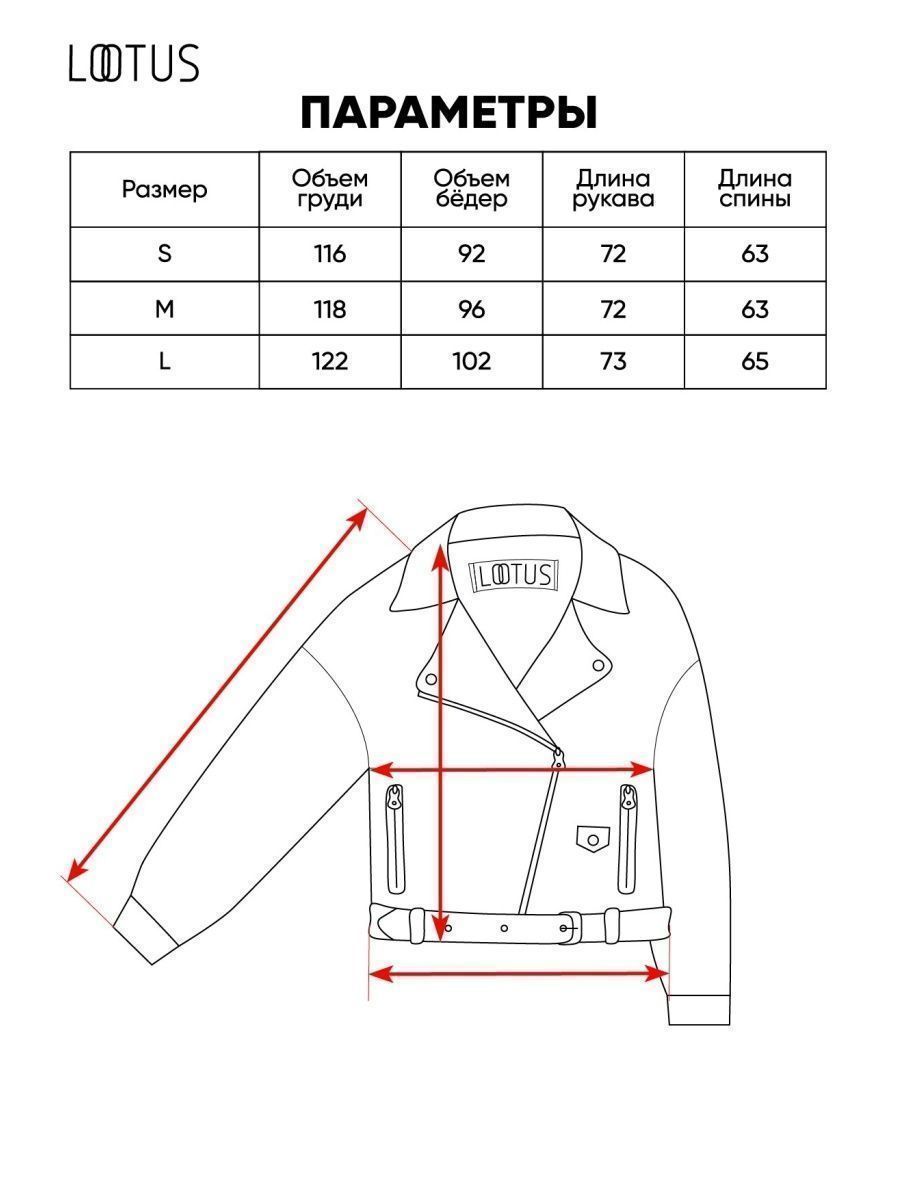 LOOTUS
ПАРАМЕТРЫ
Размер Объем груди Объем бёдер Длина рукава Длина спины
S 116 92 72 63
M 118 96 72 63
L 122 102 73 65
LOOTUS